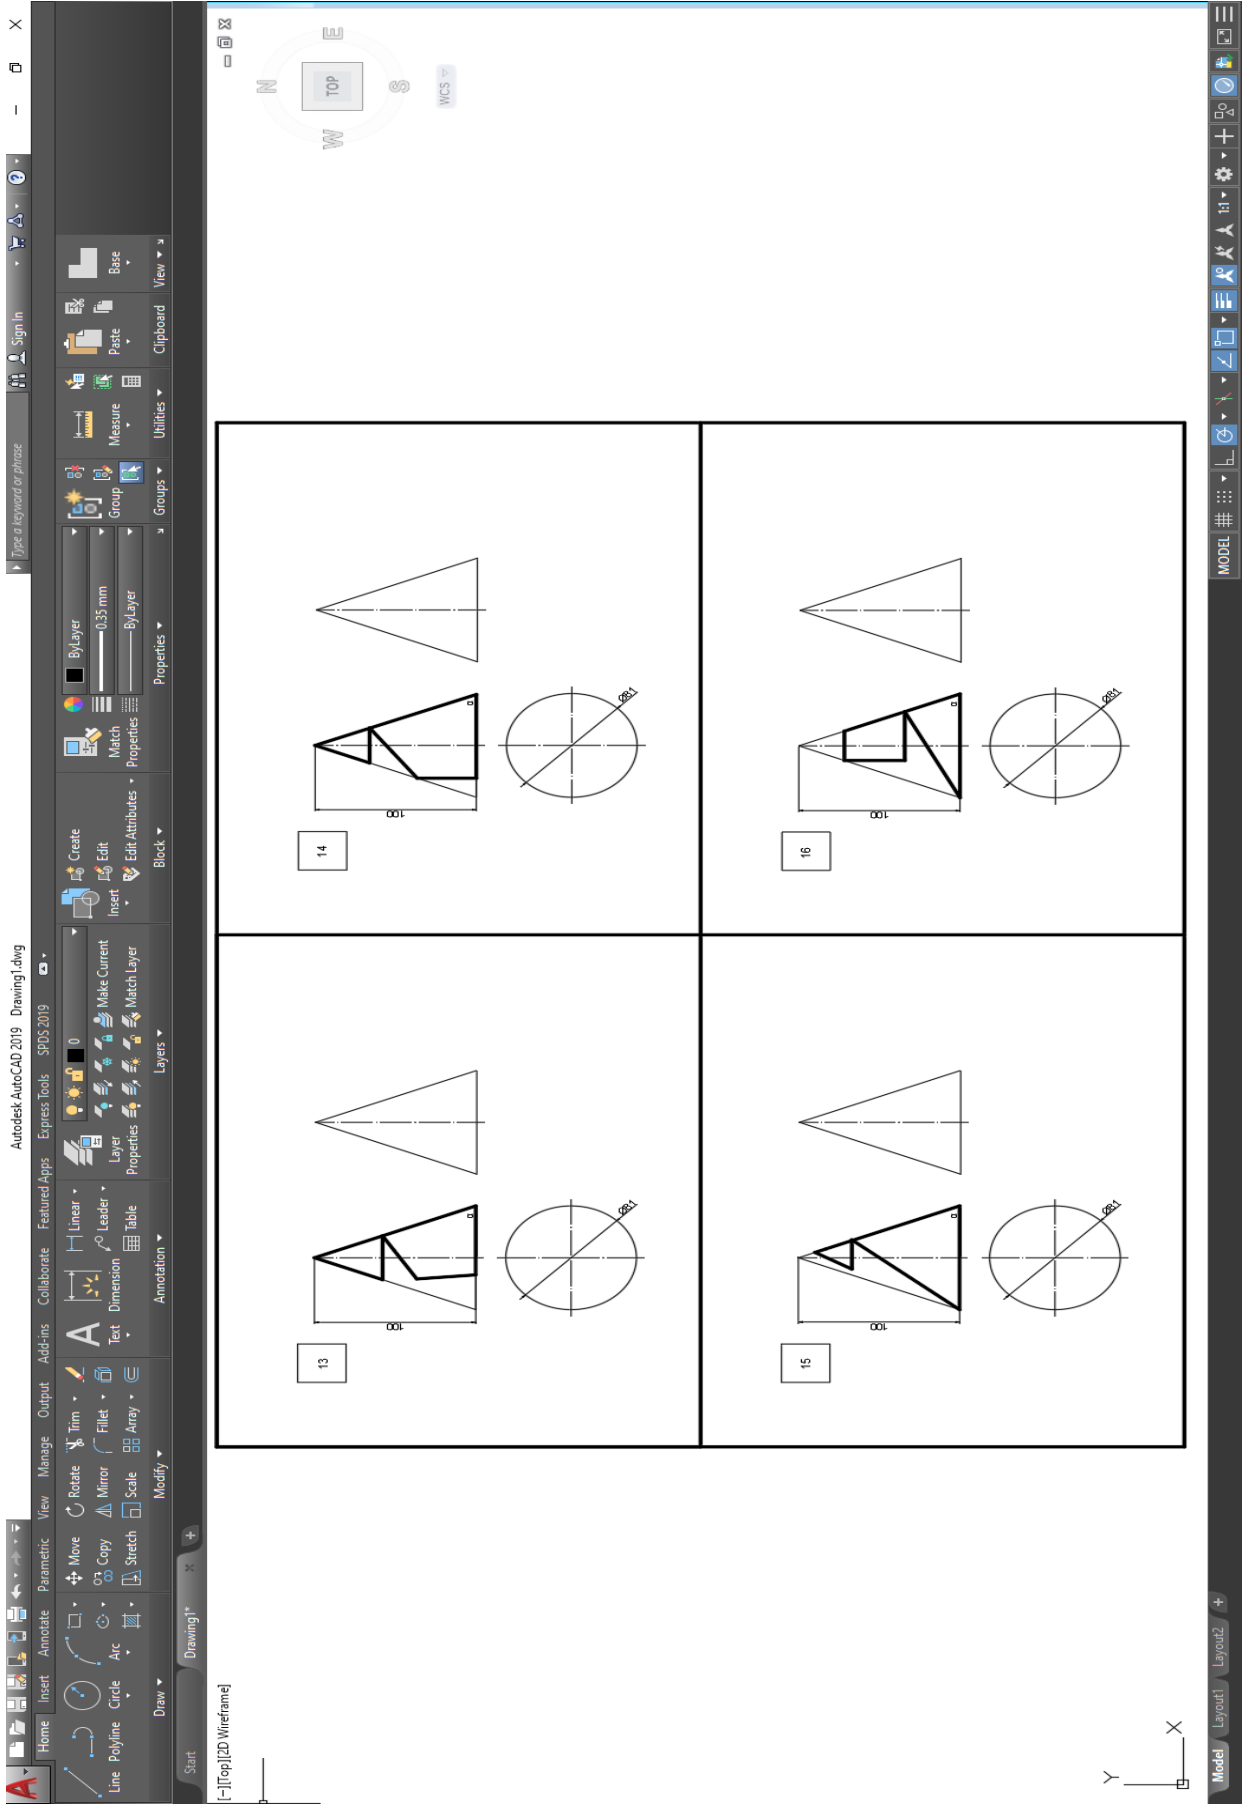 Autodesk AutoCAD 2019 Drawing1.dwg
Type a keyword or phrase
Sign In
Home Insert Annotate Parametric View Manage Output Add-ins Collaborate Express Tools Featured Apps SPDS 2019
Line Polyline Circle Arc
Draw
Move Rotate Trim
Copy Mirror Fillet
Stretch Scale Array
Modify
Text Dimension
Linear
Leader
Table
Annotation
Layer Properties
0
Make Current
Match Layer
Layers
Insert
Create
Edit
Edit Attributes
Block
Match Properties
ByLayer
0.35 mm
ByLayer
Properties
Group
Groups
Measure
Utilities
Paste
Clipboard
Base
View
Start Drawing1*
[-][Top][2D Wireframe]
N
W TOP E
S
WCS
13
100
Ø81
14
100
Ø81
15
100
Ø81
16
100
Ø81
Y
X
Model Layout1 Layout2
MODEL
1:1